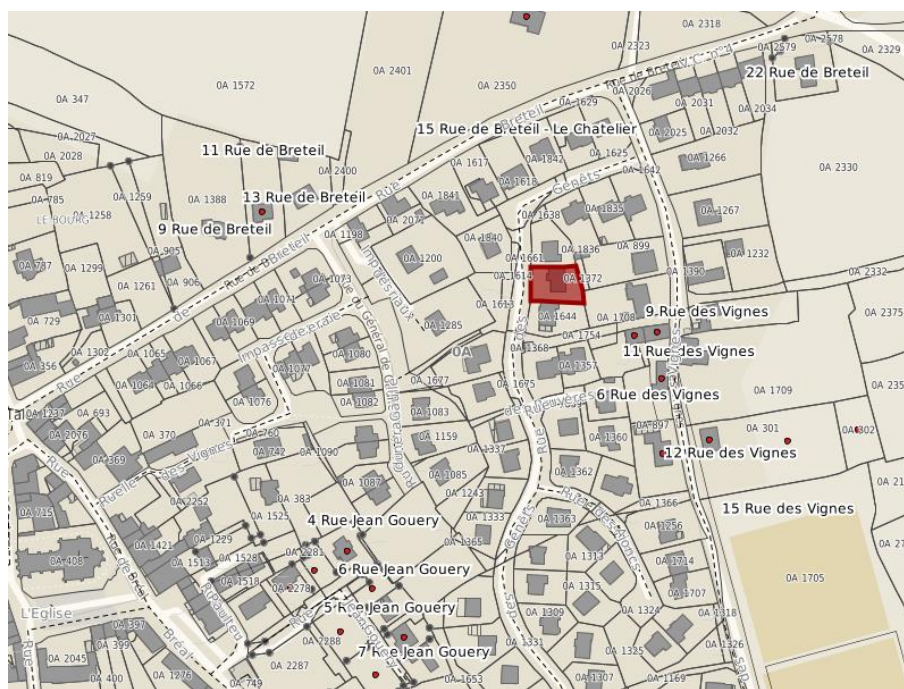 0A 2318
0A 2578
0A 2579
0A 2329
0A 2323
0A 2401
0A 1572
0A 2350
0A 347
Rue de Breteil
V.C. n° 4
22 Rue de Breteil
0A 2026
0A 2031
0A 2034
0A 1629
Breteil
15 Rue de Breteil - Le Chatelier
0A 2027
0A 2028
0A 2025
0A 2032
11 Rue de Breteil
0A 1617
0A 1842
0A 1625
0A 1266
0A 819
0A 2400
0A 1642
0A 2330
0A 1618
Genêts
0A 785
0A 1259
0A 1388
13 Rue de Breteil
Rue
0A 1841
0A 1258
LE BOURG
0A 1638
0A 1835
0A 1267
9 Rue de Breteil
0A 1198
0A 1840
0A 905
0A 1836
0A 899
0A 1232
0A 787
0A 1299
0A 1200
0A 1661
0A 1614
0A 1372
0A 1390
0A 2332
0A 1261
0A 906
0A 1073
0A 1071
0A 1613
0A 729
0A 1301
0A 1069
0A 1285
0A 1644
0A 1708
9 Rue des Vignes
0A 2375
0A 1754
0A 1368
11 Rue des Vignes
0A 356
0A 1302
0A 1065
0A 1067
0A 1080
0A
0A 1357
0A 1064
0A 1066
0A 1077
0A 1081
0A 1677
0A 1675
0A 1709
6 Rue des Vignes
0A 1076
0A 1082
0A 1083
0A 1237
0A 693
0A 371
0A 370
0A 760
0A 2076
0A 1159
0A 1360
0A 897
0A 301
0A 302
0A 369
Ruelle des Vignes
0A 742
0A 1090
0A 1337
12 Rue des Vignes
0A 1087
0A 1085
0A 1362
0A 2252
0A 383
0A 1243
0A 715
0A 1525
4 Rue Jean Gouery
0A 1333
0A 1363
0A 1366
15 Rue des Vignes
0A 1256
0A 1229
0A 1421
0A 1365
0A 1528
0A 2281
0A 408
0A 1513
6 Rue Jean Gouery
0A 1313
0A 1714
0A 1705
0A 1518
0A 2278
0A 1315
0A 1707
L'Eglise
5 Rue Jean Gouery
0A 1309
0A 1324
0A 1318
0A 397
0A 399
0A 2288
0A 1331
0A 1326
0A 1325
0A 2045
7 Rue Jean Gouery
0A 2287
0A 400
0A 1276
0A 749
0A 1653
0A 1307
0A 1169